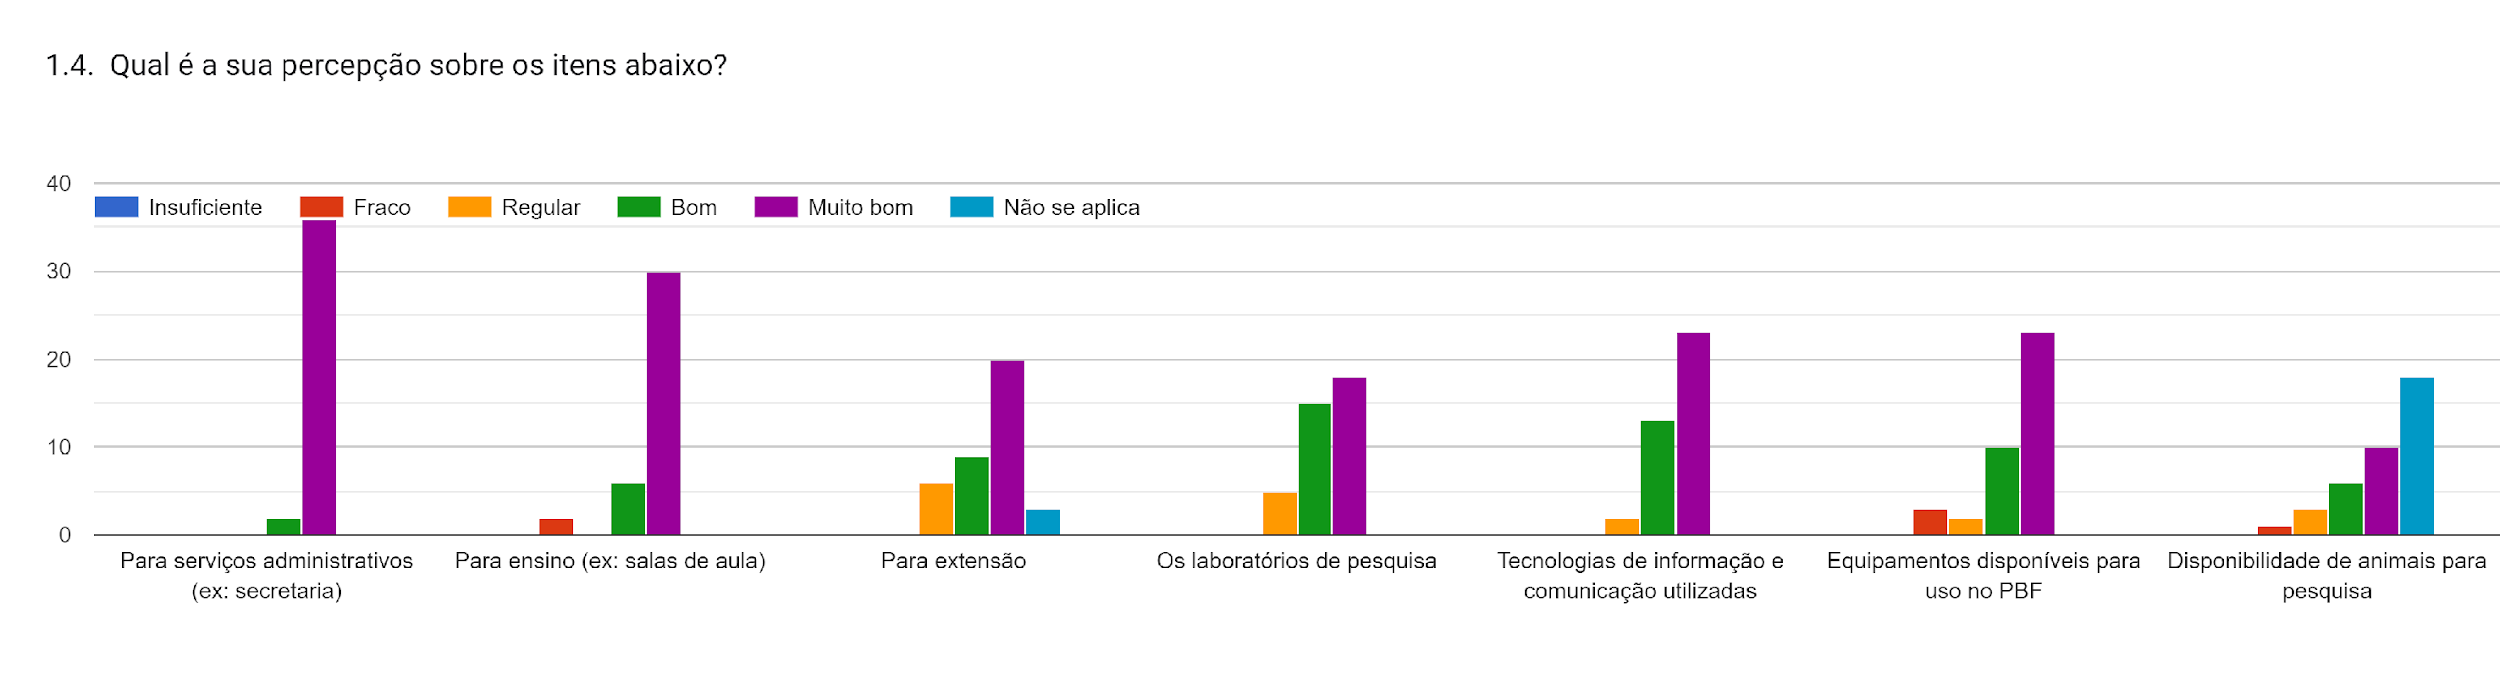 1.4. Qual é a sua percepção sobre os itens abaixo?
40
Insuficiente Fraco Regular Bom Muito bom Não se aplica
30
20
10
0
Para serviços administrativos
(ex: secretaria)
Para ensino (ex: salas de aula)
Para extensão
Os laboratórios de pesquisa
Tecnologias de informação e
comunicação utilizadas
Equipamentos disponíveis para
uso no PBF
Disponibilidade de animais para
pesquisa